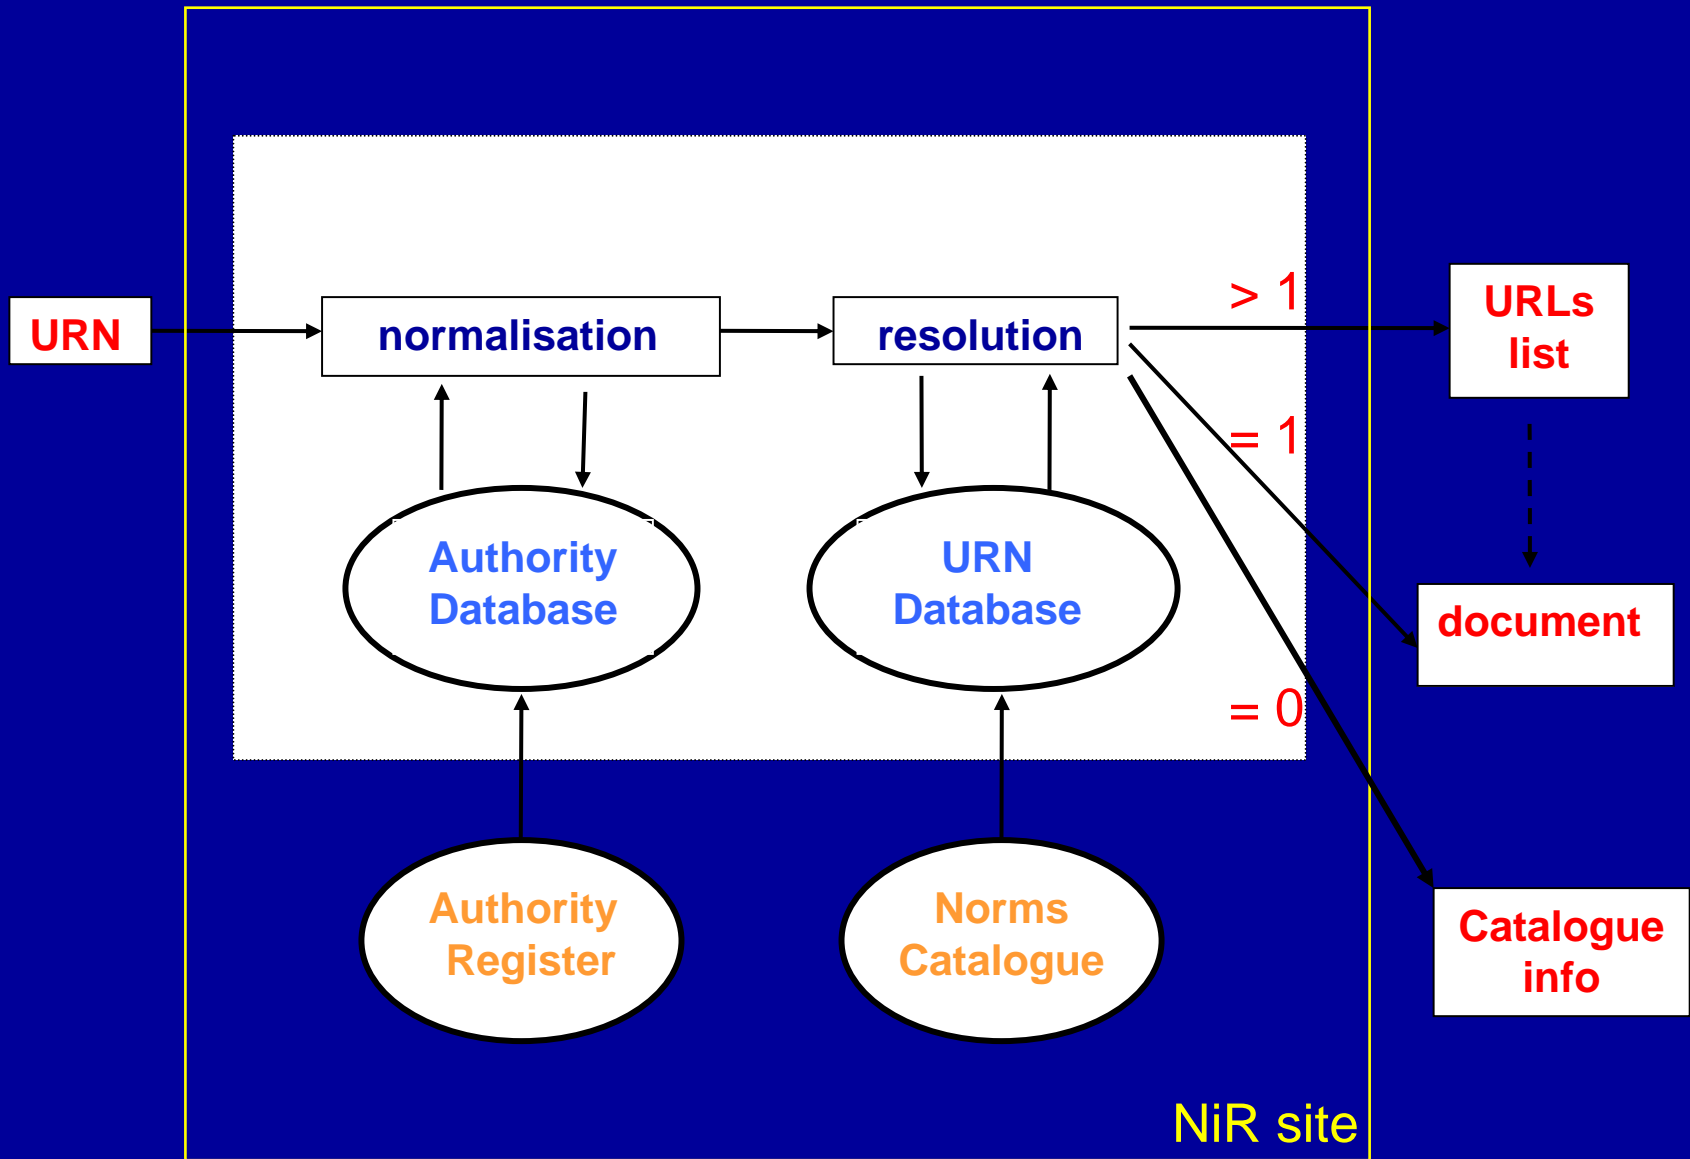 > 1
URLs
list
URN
normalisation
resolution
= 1
Authority
Database
URN
Database
document
= 0
Authority
Register
Norms
Catalogue
Catalogue
info
NiR site